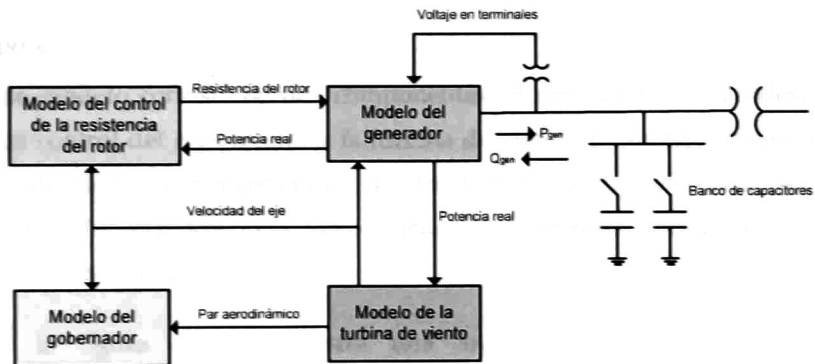 Voltaje en terminales
Modelo del control
de la resistencia
del rotor
Resistencia del rotor
Potencia real
Modelo del
generador
Pgen
Qgen
Banco de capacitores
Velocidad del eje
Potencia real
Modelo del
gobernador
Par aerodinámico
Modelo de la
turbina de viento